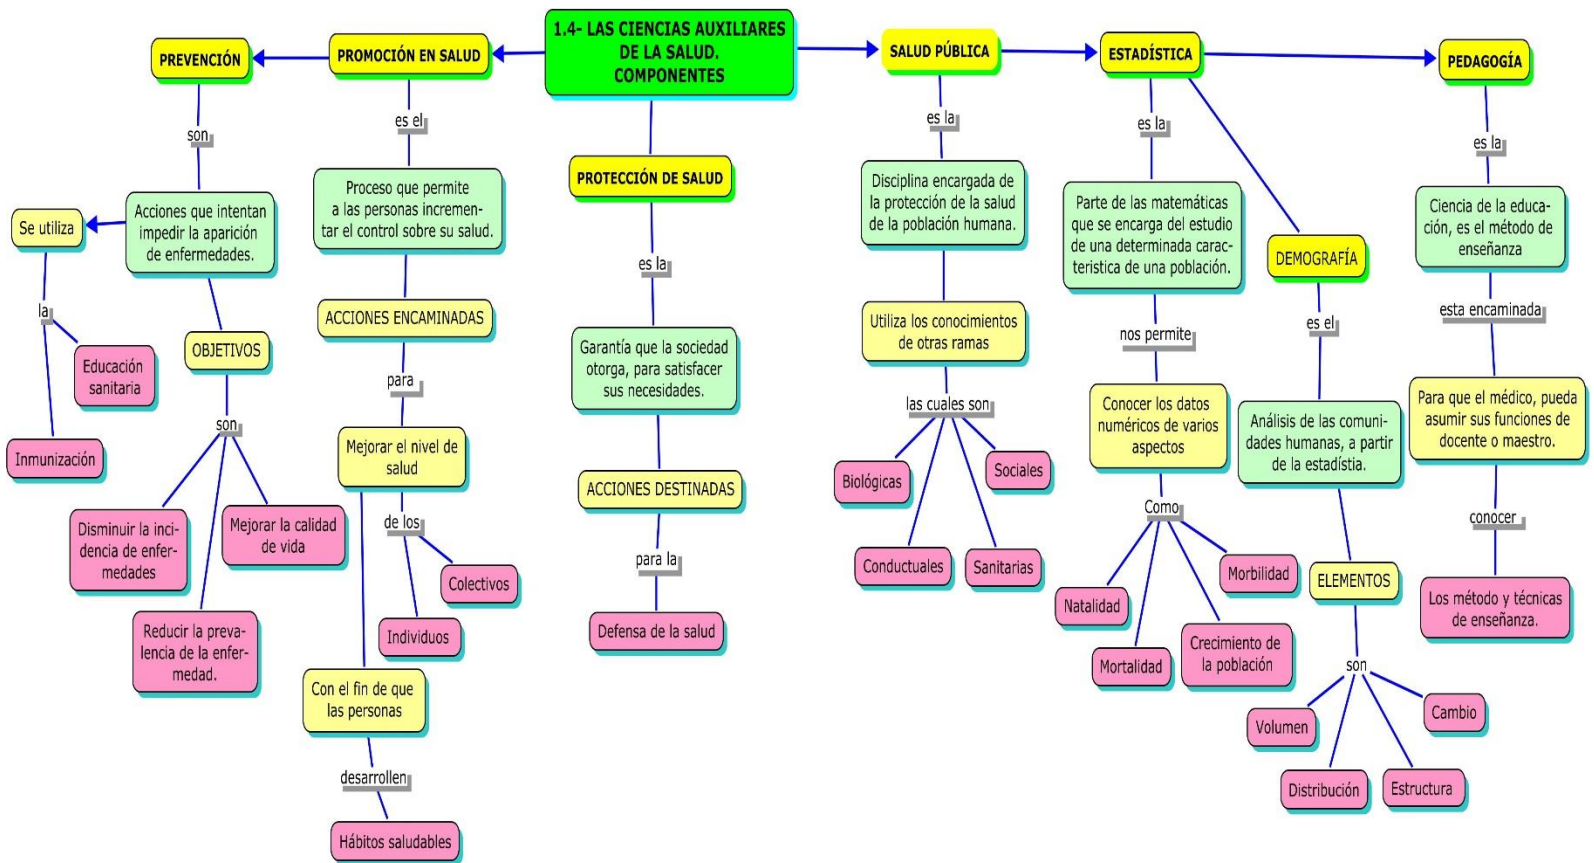 1.4- LAS CIENCIAS AUXILIARES
DE LA SALUD.
COMPONENTES
PREVENCIÓN
son
Acciones que intentan
impedir la aparición
de enfermedades.
Se utiliza
la
Educación
sanitaria
Inmunización
OBJETIVOS
son
Disminuir la inci-
dencia de enfer-
medades
Mejorar la calidad
de vida
Reducir la preva-
lencia de la enfer-
medad.
PROMOCIÓN EN SALUD
es el
Proceso que permite
a las personas incremen-
tar el control sobre su salud.
ACCIONES ENCAMINADAS
para
Mejorar el nivel de
salud
de los
Colectivos
Individuos
Con el fin de que
las personas
desarrollen
Hábitos saludables
PROTECCIÓN DE SALUD
es la
Garantía que la sociedad
otorga, para satisfacer
sus necesidades.
ACCIONES DESTINADAS
para la
Defensa de la salud
SALUD PÚBLICA
es la
Disciplina encargada de
la protección de la salud
de la población humana.
Utiliza los conocimientos
de otras ramas
las cuales son
Biológicas
Conductuales
Sanitarias
Sociales
ESTADÍSTICA
es la
Parte de las matemáticas
que se encarga del estudio
de una determinada carac-
teristica de una población.
nos permite
Conocer los datos
numéricos de varios
aspectos
Como
Natalidad
Mortalidad
Crecimiento de
la población
Morbilidad
DEMOGRAFÍA
es el
Análisis de las comuni-
dades humanas, a partir
de la estadístia.
ELEMENTOS
son
Volumen
Distribución
Estructura
Cambio
PEDAGOGÍA
es la
Ciencia de la educa-
ción, es el método de
enseñanza
esta encaminada
Para que el médico, pueda
asumir sus funciones de
docente o maestro.
conocer
Los método y técnicas
de enseñanza.